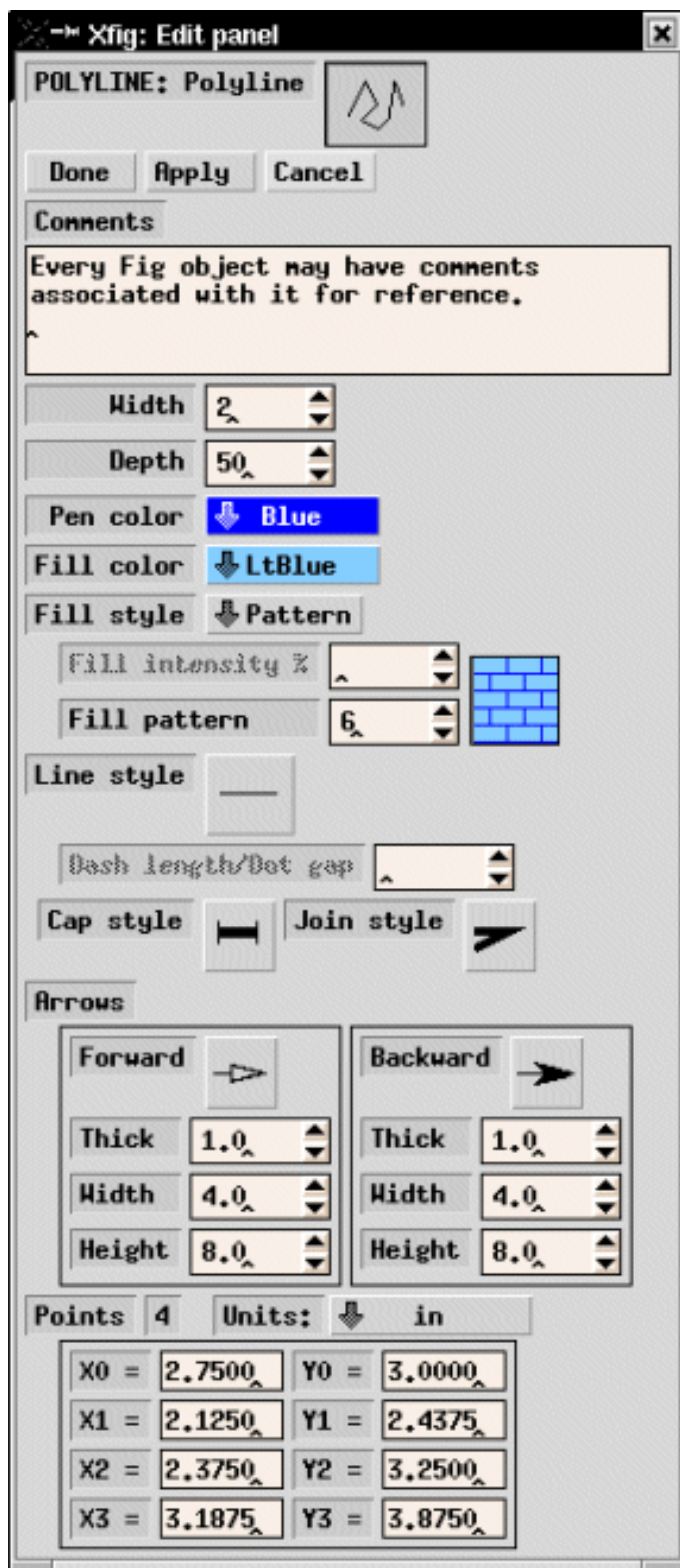 Xfig: Edit panel
POLYLINE: Polyline
Done Apply Cancel
Comments
Every Fig object may have comments
associated with it for reference.
Width 2
Depth 50
Pen color Blue
Fill color LtBlue
Fill style Pattern
Fill intensity %
Fill pattern 6
Line style
Dash length/Dot gap
Cap style Join style
Arrows
Forward Backward
Thick 1.0 Thick 1.0
Width 4.0 Width 4.0
Height 8.0 Height 8.0
Points 4 Units: in
X0 = 2.7500 Y0 = 3.0000
X1 = 2.1250 Y1 = 2.4375
X2 = 2.3750 Y2 = 3.2500
X3 = 3.1875 Y3 = 3.8750